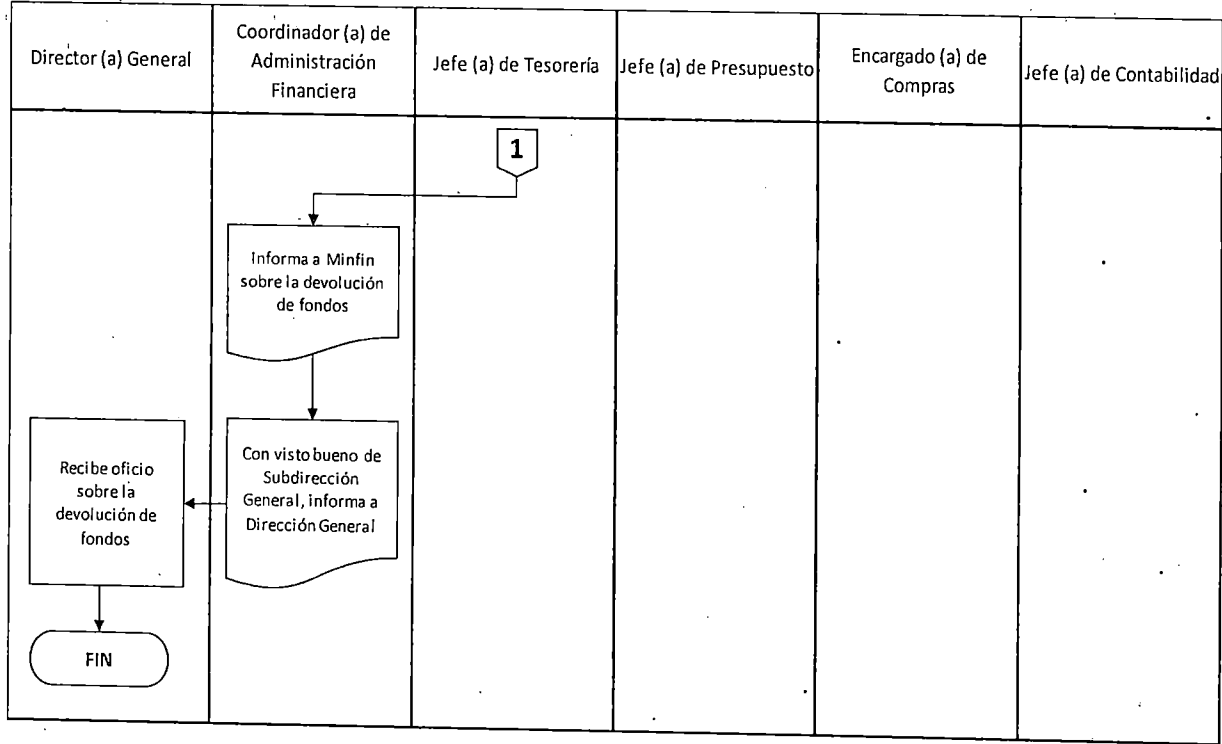 Director (a) General
Coordinador (a) de
Administración
Financiera
Jefe (a) de Tesorería
Jefe (a) de Presupuesto
Encargado (a) de
Compras
Jefe (a) de Contabilidad
1
Informa a Minfin
sobre la devolución
de fondos
Con visto bueno de
Subdirección
General, informa a
Dirección General
Recibe oficio
sobre la
devolución de
fondos
FIN